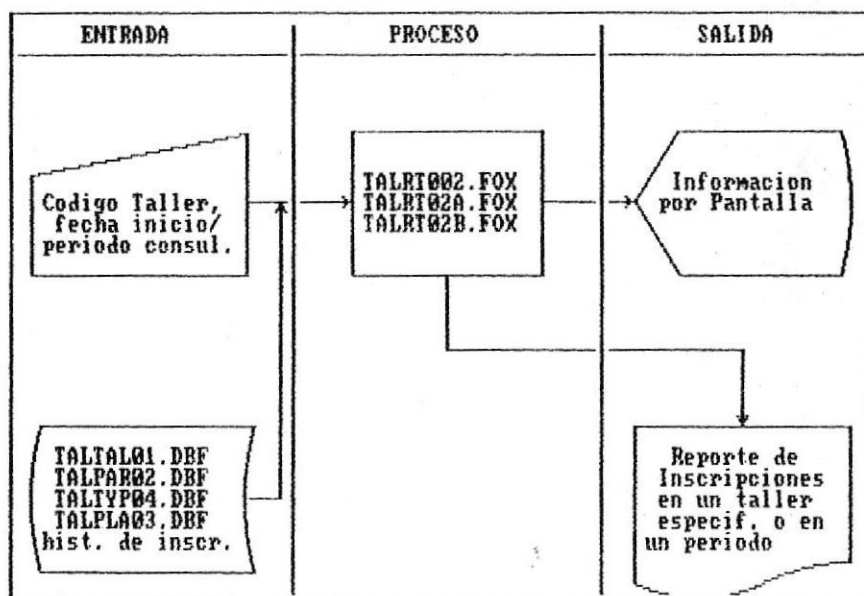 ENTRADA
PROCESO
SALIDA
Codigo Taller,
fecha inicio/
periodo consul.
TALRT002.FOX
TALRT02A.FOX
TALRT02B.FOX
Informacion
por Pantalla
TALTAL01.DBF
TALPAR02.DBF
TALTYP04.DBF
TALPLA03.DBF
hist. de inscr.
Reporte de
Inscripciones
en un taller
especif. o en
un periodo